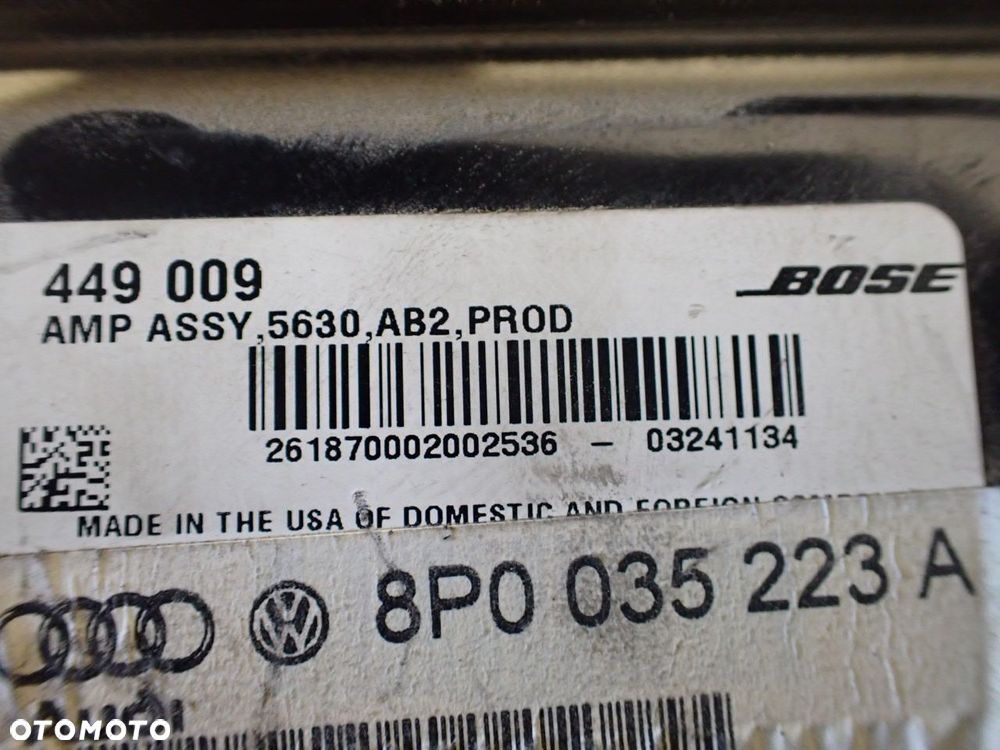 449 009
BOSE
AMP ASSY,5630,AB2,PROD
261870002002536 - 03241134
MADE IN THE USA OF DOMESTIC AND FOREIGN
8P0 035 223 A
OTOMOTO